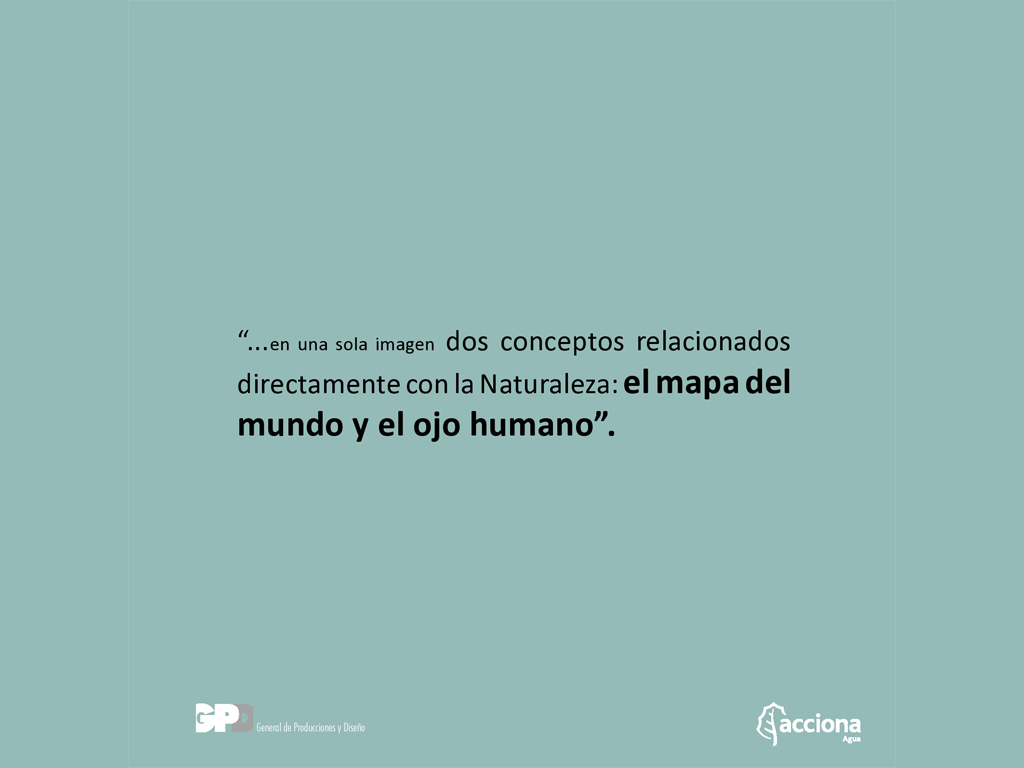 “...en una sola imagen dos conceptos relacionados
directamente con la Naturaleza: el mapa del
mundo y el ojo humano”.
GPD General de Producciones y Diseño
acciona
Agua